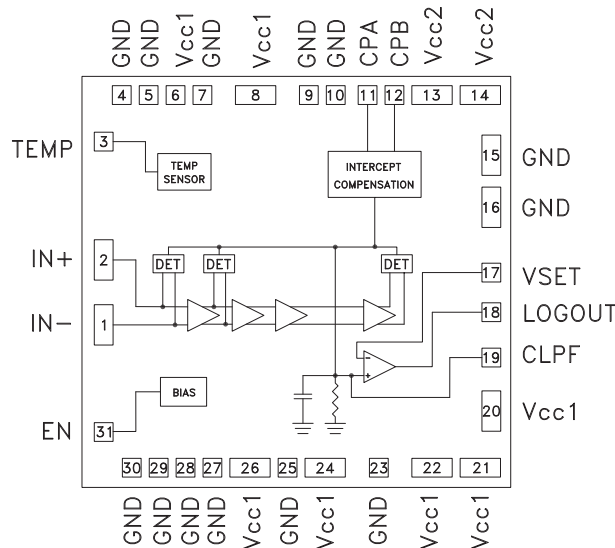 GND GND Vcc1 GND Vcc1 GND GND CPA CPB Vcc2 Vcc2
4 5 6 7 8 9 10 11 12 13 14
TEMP 3
TEMP
SENSOR
INTERCEPT
COMPENSATION
15 GND
16 GND
IN+ 2
DET DET DET
17 VSET
IN- 1
18 LOGOUT
- 
+
19 CLPF
BIAS
20 Vcc1
EN 31
30 29 28 27 26 25 24 23 22 21
GND GND GND GND Vcc1 GND Vcc1 GND Vcc1 Vcc1